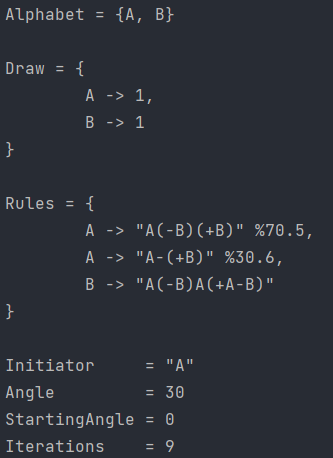 Alphabet = {A, B}
Draw = {
A -> 1,
B -> 1
}
Rules = {
A -> "A(-B)(+B)" %70.5,
A -> "A-(+B)" %30.6,
B -> "A(-B)A(+A-B)"
}
Initiator = "A"
Angle = 30
StartingAngle = 0
Iterations = 9